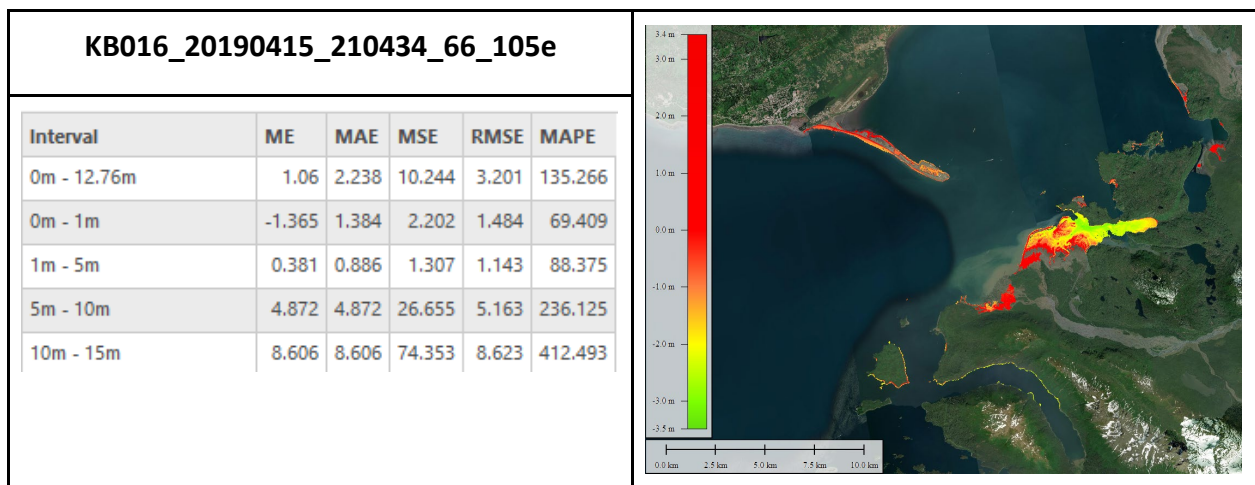 KB016_20190415_210434_66_105e
Interval ME MAE MSE RMSE MAPE
0m - 12.76m 1.06 2.238 10.244 3.201 135.266
0m - 1m -1.365 1.384 2.202 1.484 69.409
1m - 5m 0.381 0.886 1.307 1.143 88.375
5m - 10m 4.872 4.872 26.655 5.163 236.125
10m - 15m 8.606 8.606 74.353 8.623 412.493
3.4 m
3.0 m
2.0 m
1.0 m
0.0 m
-1.0 m
-2.0 m
-3.0 m
-3.5 m
0.0 km 2.5 km 5.0 km 7.5 km 10.0 km